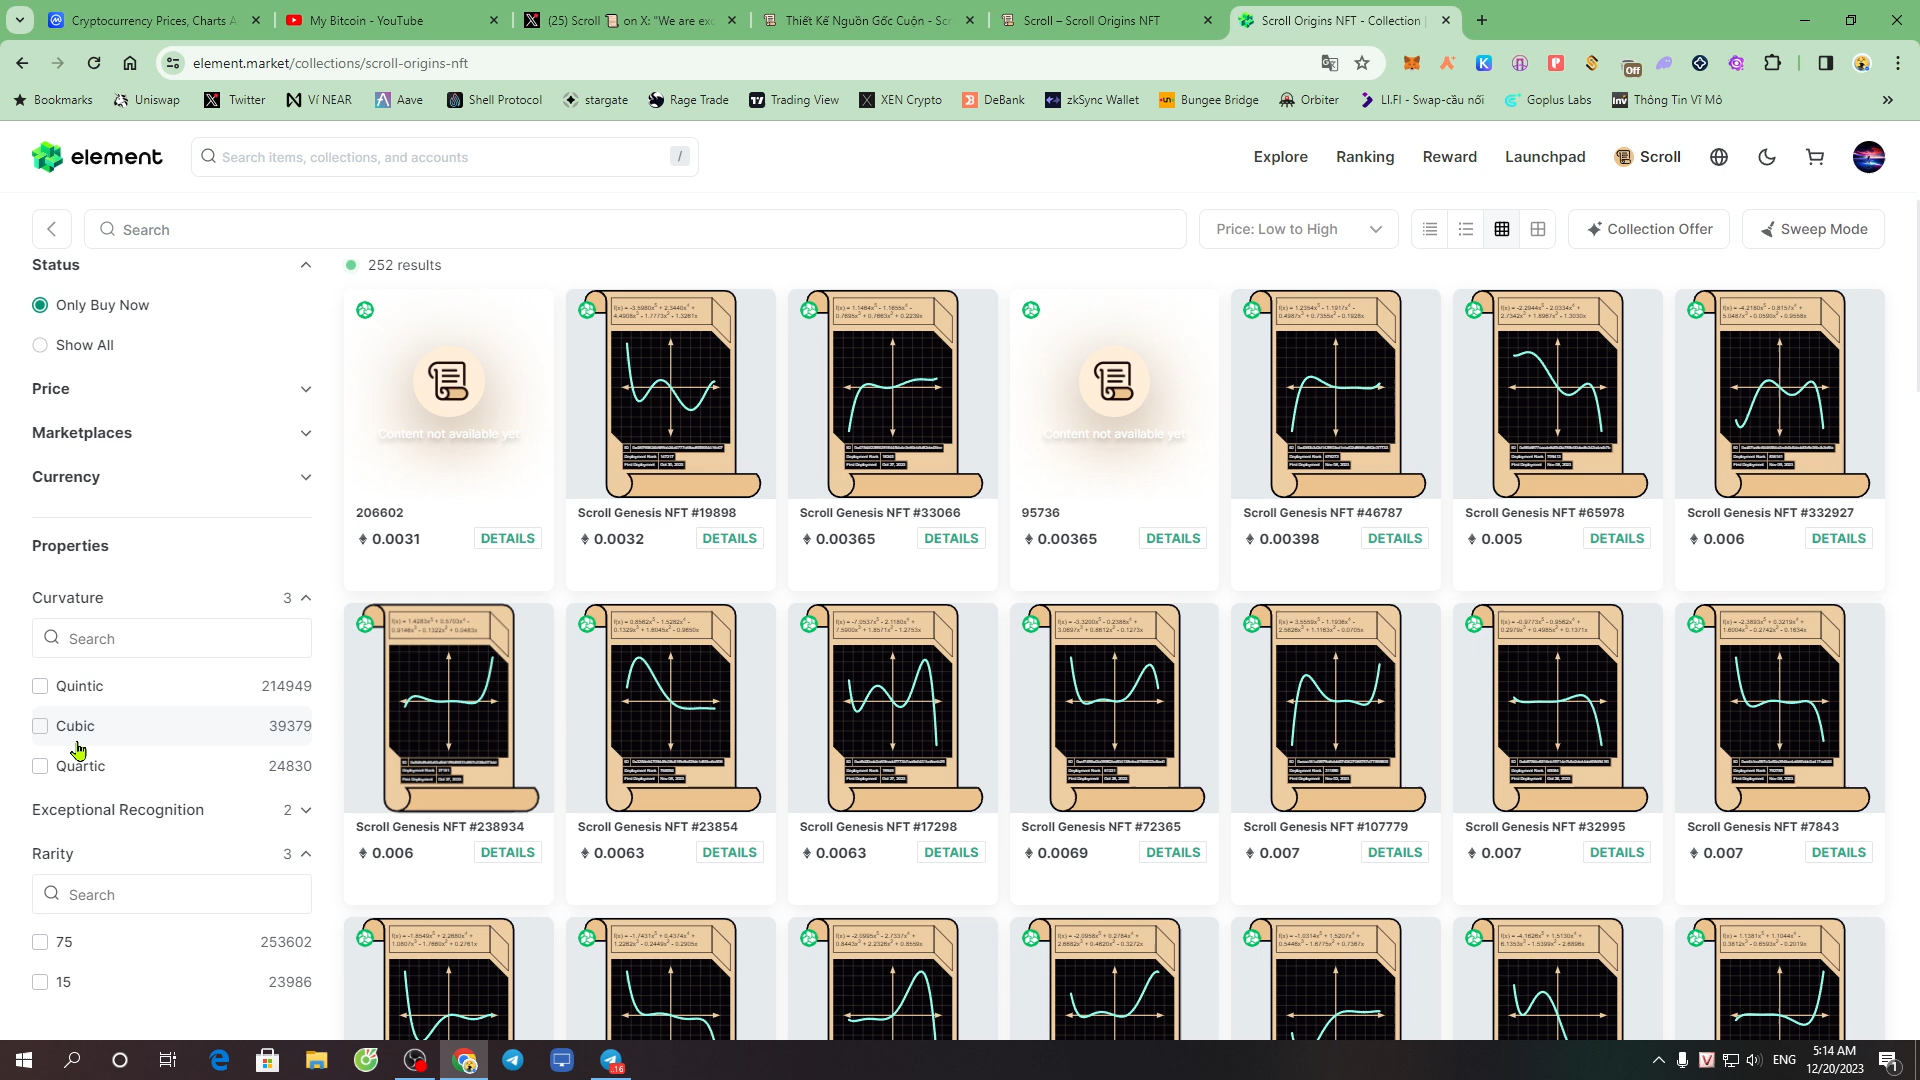 Cryptocurrency Prices, Charts A
My Bitcoin - YouTube
(25) Scroll on X: "We are exc
Thiết Kế Nguồn Gốc Cuộn - Scr
Scroll – Scroll Origins NFT
Scroll Origins NFT - Collection
element.market/collections/scroll-origins-nft
Off
Bookmarks
Uniswap
Twitter
Ví NEAR
Aave
Shell Protocol
stargate
Rage Trade
Trading View
XEN Crypto
DeBank
zkSync Wallet
Bungee Bridge
Orbiter
LI.FI - Swap-cầu nối
Goplus Labs
Thông Tin Vĩ Mô
element
Search items, collections, and accounts
/
Explore
Ranking
Reward
Launchpad
Scroll
Search
Price: Low to High
Collection Offer
Sweep Mode
Status
Only Buy Now
Show All
Price
Marketplaces
Currency
Properties
Curvature 3
Search
Quintic 214949
Cubic 39379
Quartic 24830
Exceptional Recognition 2
Rarity 3
Search
75 253602
15 23986
252 results
Content not available yet
Content not available yet
206602
Scroll Genesis NFT #19898
Scroll Genesis NFT #33066
95736
Scroll Genesis NFT #46787
Scroll Genesis NFT #65978
Scroll Genesis NFT #332927
0.0031 DETAILS
0.0032 DETAILS
0.00365 DETAILS
0.00365 DETAILS
0.00398 DETAILS
0.005 DETAILS
0.006 DETAILS
Scroll Genesis NFT #238934
Scroll Genesis NFT #23854
Scroll Genesis NFT #17298
Scroll Genesis NFT #72365
Scroll Genesis NFT #107779
Scroll Genesis NFT #32995
Scroll Genesis NFT #7843
0.006 DETAILS
0.0063 DETAILS
0.0063 DETAILS
0.0069 DETAILS
0.007 DETAILS
0.007 DETAILS
0.007 DETAILS
16
ENG
5:14 AM
12/20/2023
1